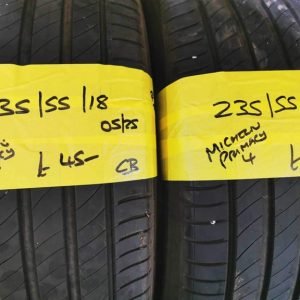 35/55/18
05/25
£ 45-
CB
235/55
MICHELIN
PRIMACY
4
£